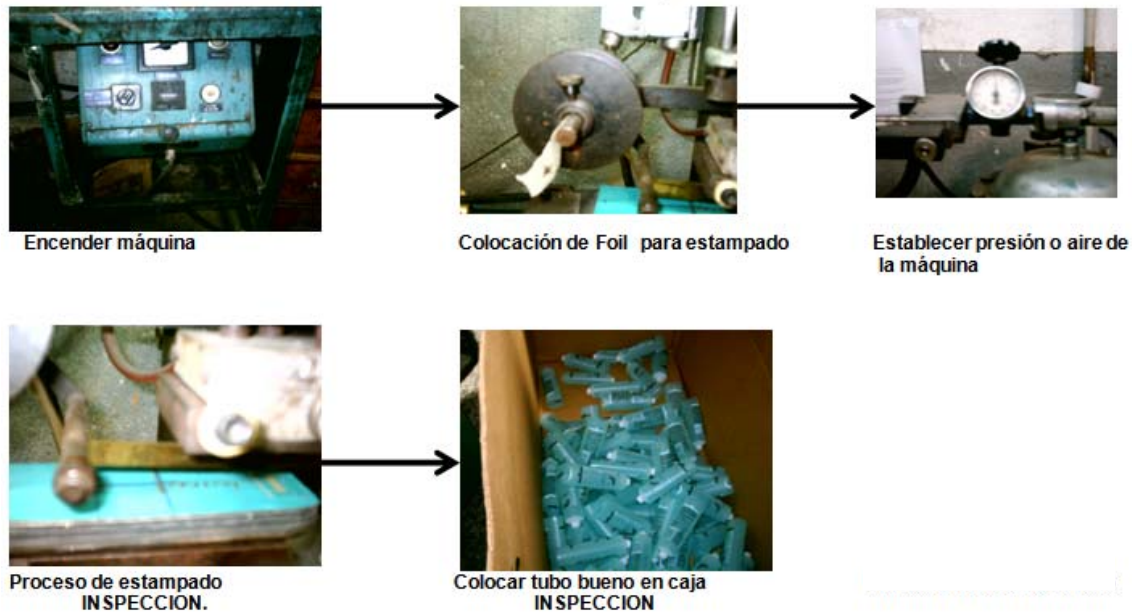 Encender máquina
Colocación de Foil para estampado
Establecer presión o aire de
la máquina
Proceso de estampado
INSPECCION.
Colocar tubo bueno en caja
INSPECCION